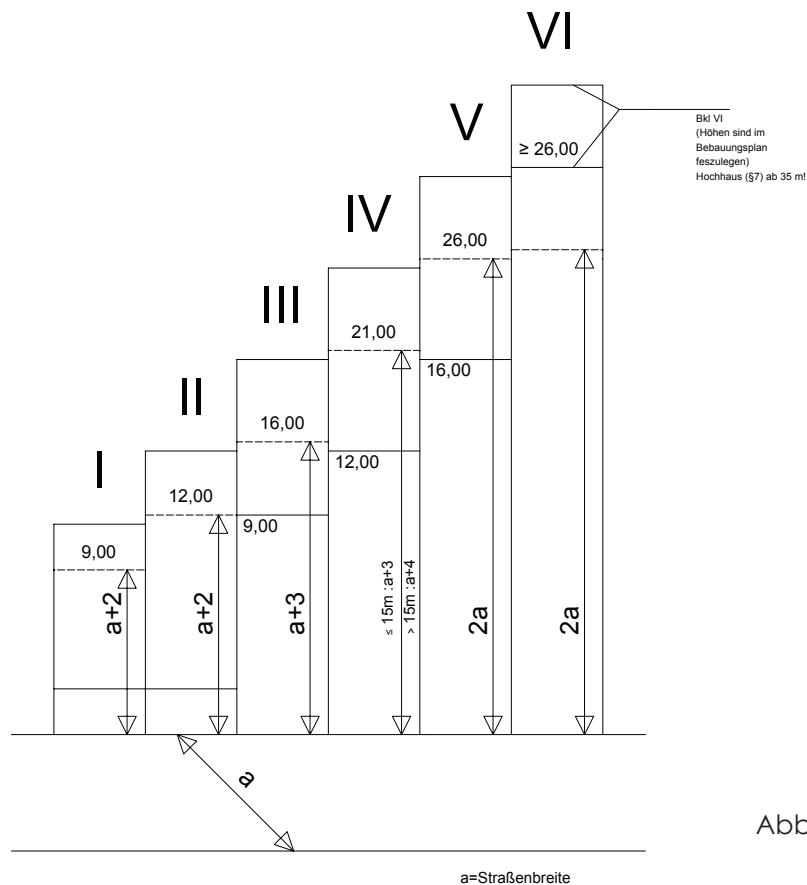 VI
V
IV
III
II
I
Bkl VI
(Höhen sind im
Bebauungsplan
feszulegen)
Hochhaus (§7) ab 35 m!
≥ 26,00
26,00
21,00
16,00
16,00
12,00
12,00
9,00
9,00
a+2
a+2
a+3
≤ 15m :a+3
> 15m :a+4
2a
2a
a
Abb
a=Straßenbreite